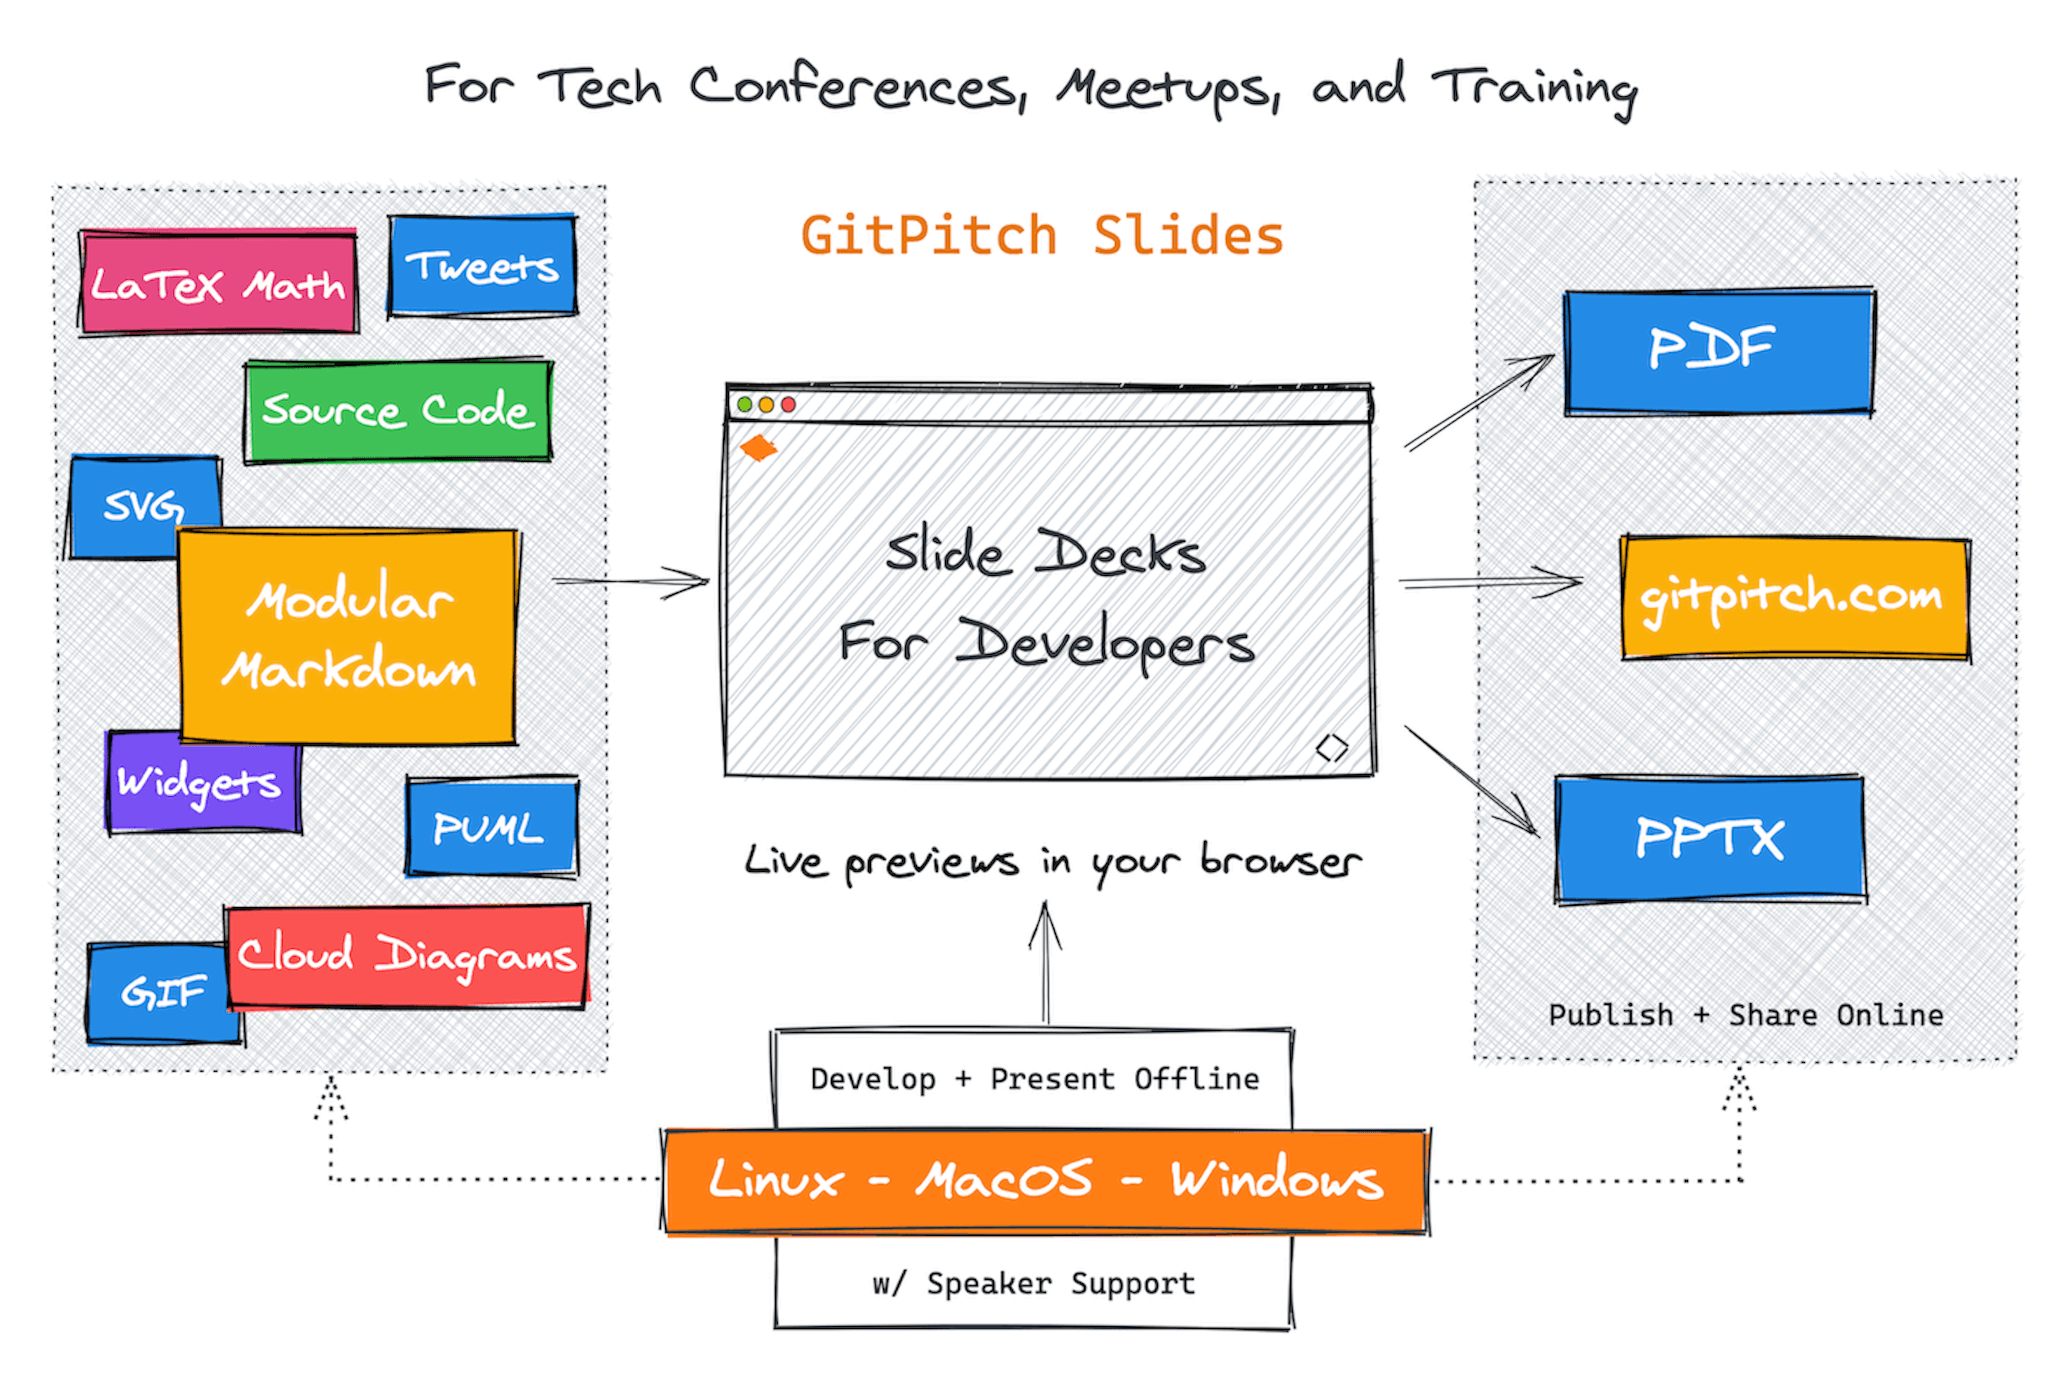 For Tech Conferences, Meetups, and Training
GitPitch Slides
LaTeX Math
Tweets
Source Code
SVG
Modular
Markdown
Widgets
PUML
Cloud Diagrams
GIF
Slide Decks
For Developers
Live previews in your browser
PDF
gitpitch.com
PPTX
Publish + Share Online
Develop + Present Offline
Linux - MacOS - Windows
w/ Speaker Support